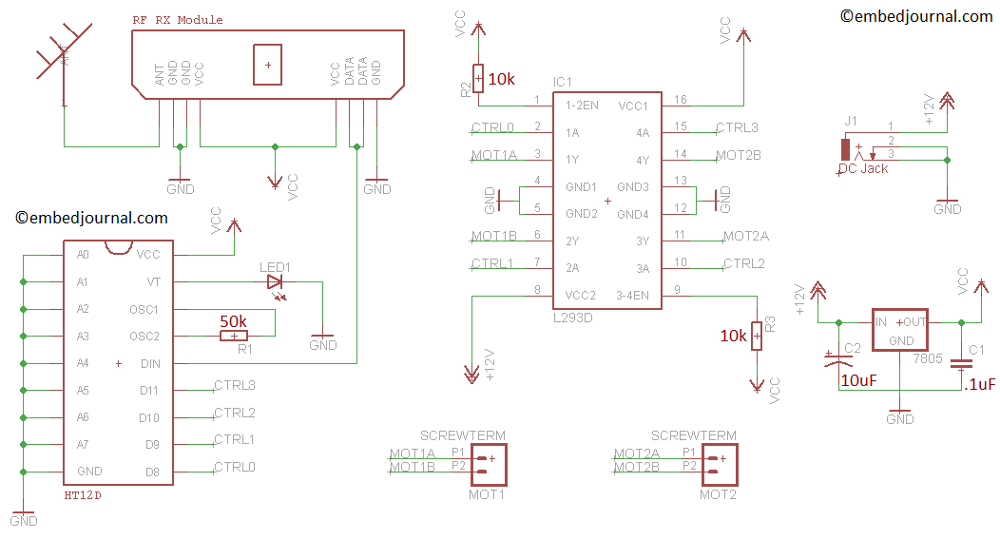 ©embedjournal.com
RF RX Module
ANT
ANT
GND
GND
VCC
VCC
DATA
DATA
GND
GND
VCC
GND
©embedjournal.com
VCC
A0
A1
A2
A3
A4
A5
A6
A7
GND
VCC
VT
OSC1
OSC2
DIN
D11
D10
D9
D8
HT12D
GND
LED1
50k
R1
GND
CTRL3
CTRL2
CTRL1
CTRL0
VCC
R2
10k
VCC
IC1
1 1-2EN VCC1 16
CTRL0 2 1A 4A 15 CTRL3
MOT1A 3 1Y 4Y 14 MOT2B
GND 4 GND1 GND3 13 GND
5 GND2 GND4 12
MOT1B 6 2Y 3Y 11 MOT2A
CTRL1 7 2A 3A 10 CTRL2
8 VCC2 3-4EN 9
L293D
+12V
10k
R3
VCC
SCREWTERM
MOT1A P1
MOT1B P2
MOT1
SCREWTERM
MOT2A P1
MOT2B P2
MOT2
+12V
J1
1
2
3
DC Jack
GND
+12V
VCC
IN +OUT
GND
7805
C2
10uF
C1
.1uF
GND